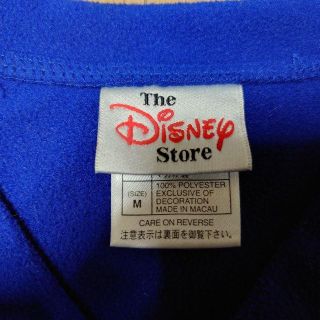 The
Disney
Store
(SIZE)
M
100% POLYESTER
EXCLUSIVE OF
DECORATION
MADE IN MACAU
CARE ON REVERSE
注意表示は裏面を御覧下さい。